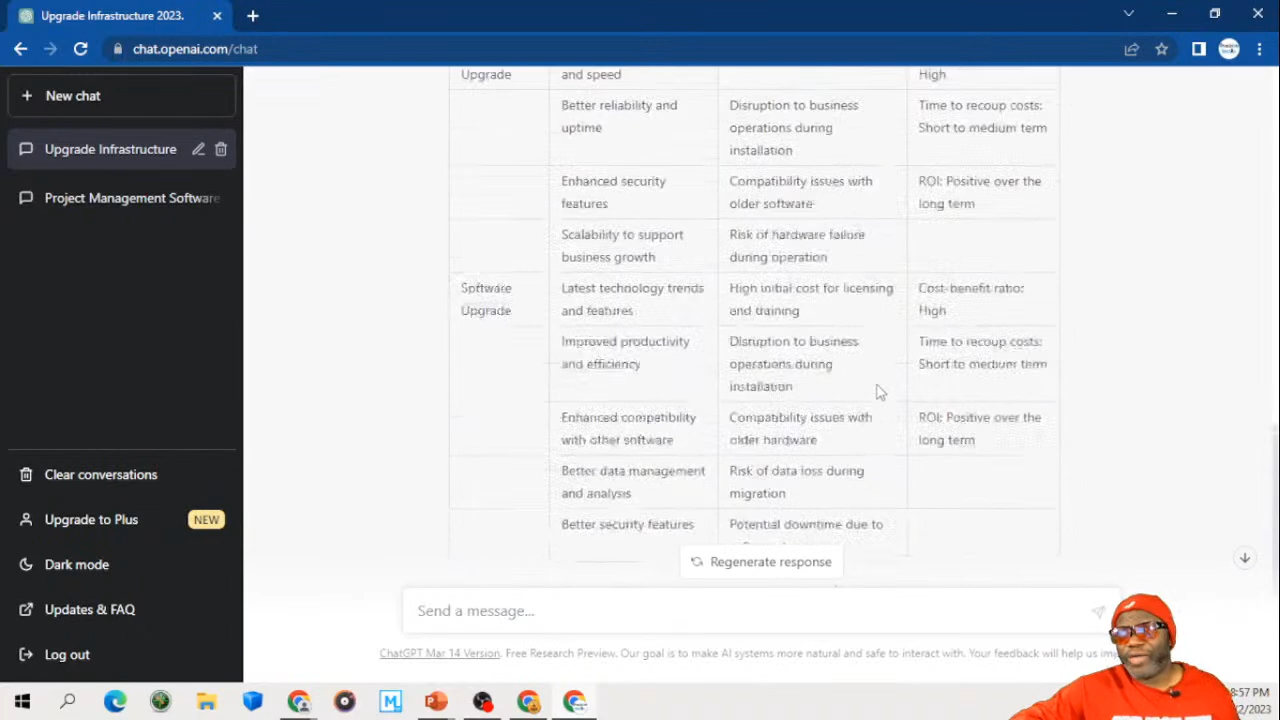 Upgrade Infrastructure 2023.
chat.openai.com/chat
New chat
Upgrade Infrastructure
Project Management Software
Clear conversations
Upgrade to Plus NEW
Dark mode
Updates & FAQ
Log out
Upgrade and speed High
Better reliability and Disruption to business Time to recoup costs:
uptime operations during Short to medium term
installation
Enhanced security Compatibility issues with ROI: Positive over the
features older software long term
Scalability to support Risk of hardware failure
business growth during operation
Software Latest technology trends High initial cost for licensing Cost-benefit ratio:
Upgrade and features and training High
Improved productivity Disruption to business Time to recoup costs:
and efficiency operations during Short to medium term
installation
Enhanced compatibility Compatibility issues with ROI: Positive over the
with other software older hardware long term
Better data management Risk of data loss during
and analysis migration
Better security features Potential downtime due to
Regenerate response
Send a message...
ChatGPT Mar 14 Version. Free Research Preview. Our goal is to make AI systems more natural and safe to interact with. Your feedback will help us
8:57 PM
/2/2023